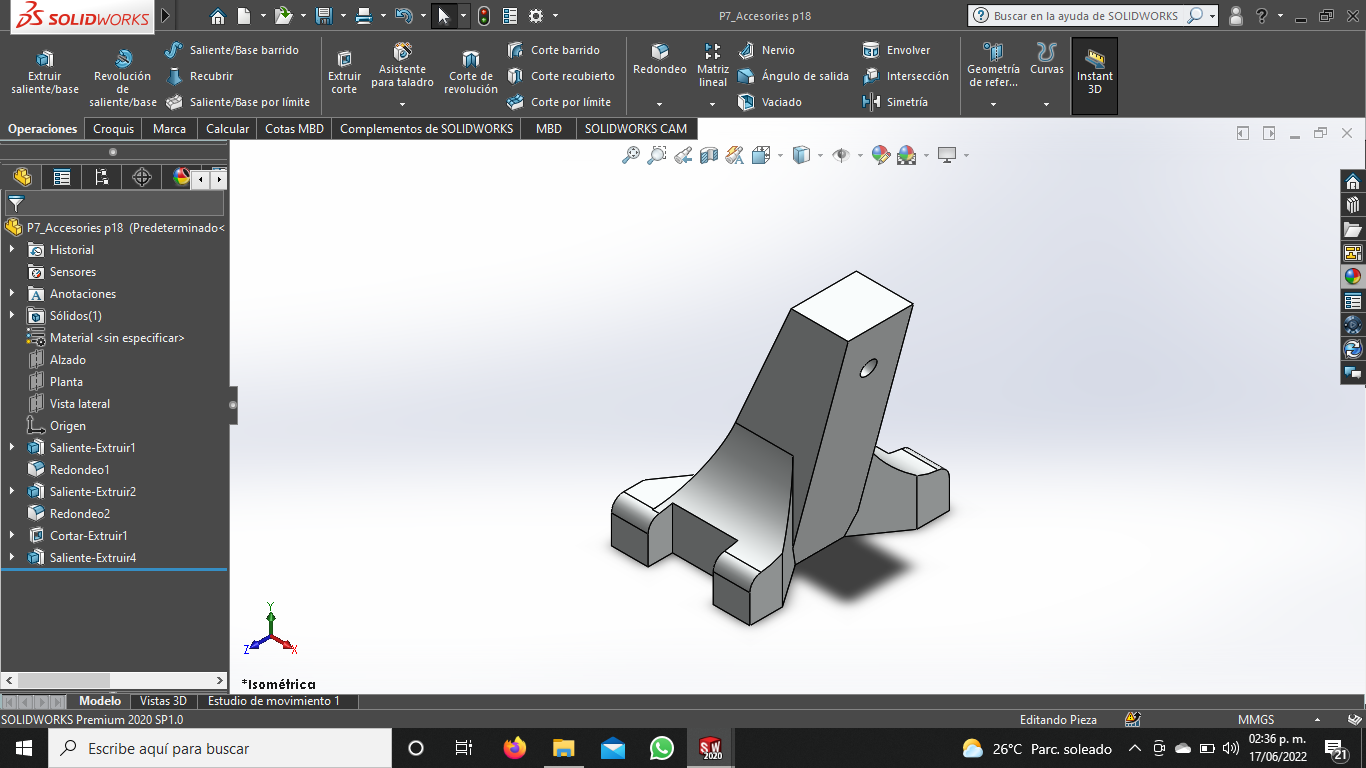 SOLIDWORKS
P7_Accesories p18
Buscar en la ayuda de SOLIDWORKS
Extruir saliente/base
Revolución de saliente/base
Saliente/Base barrido
Recubrir
Saliente/Base por límite
Extruir corte
Asistente para taladro
Corte de revolución
Corte barrido
Corte recubierto
Corte por límite
Redondeo
Matriz lineal
Nervio
Ángulo de salida
Vaciado
Envolver
Intersección
Simetría
Geometría de refer...
Curvas
Instant 3D
Operaciones Croquis Marca Calcular Cotas MBD Complementos de SOLIDWORKS MBD SOLIDWORKS CAM
P7_Accesories p18 (Predeterminado<
Historial
Sensores
Anotaciones
Sólidos(1)
Material <sin especificar>
Alzado
Planta
Vista lateral
Origen
Saliente-Extruir1
Redondeo1
Saliente-Extruir2
Redondeo2
Cortar-Extruir1
Saliente-Extruir4
Y
Z X
*Isométrica
Modelo Vistas 3D Estudio de movimiento 1
SOLIDWORKS Premium 2020 SP1.0
Editando Pieza
MMGS
Escribe aquí para buscar
SW 2020
26°C Parc. soleado
02:36 p. m.
17/06/2022
21